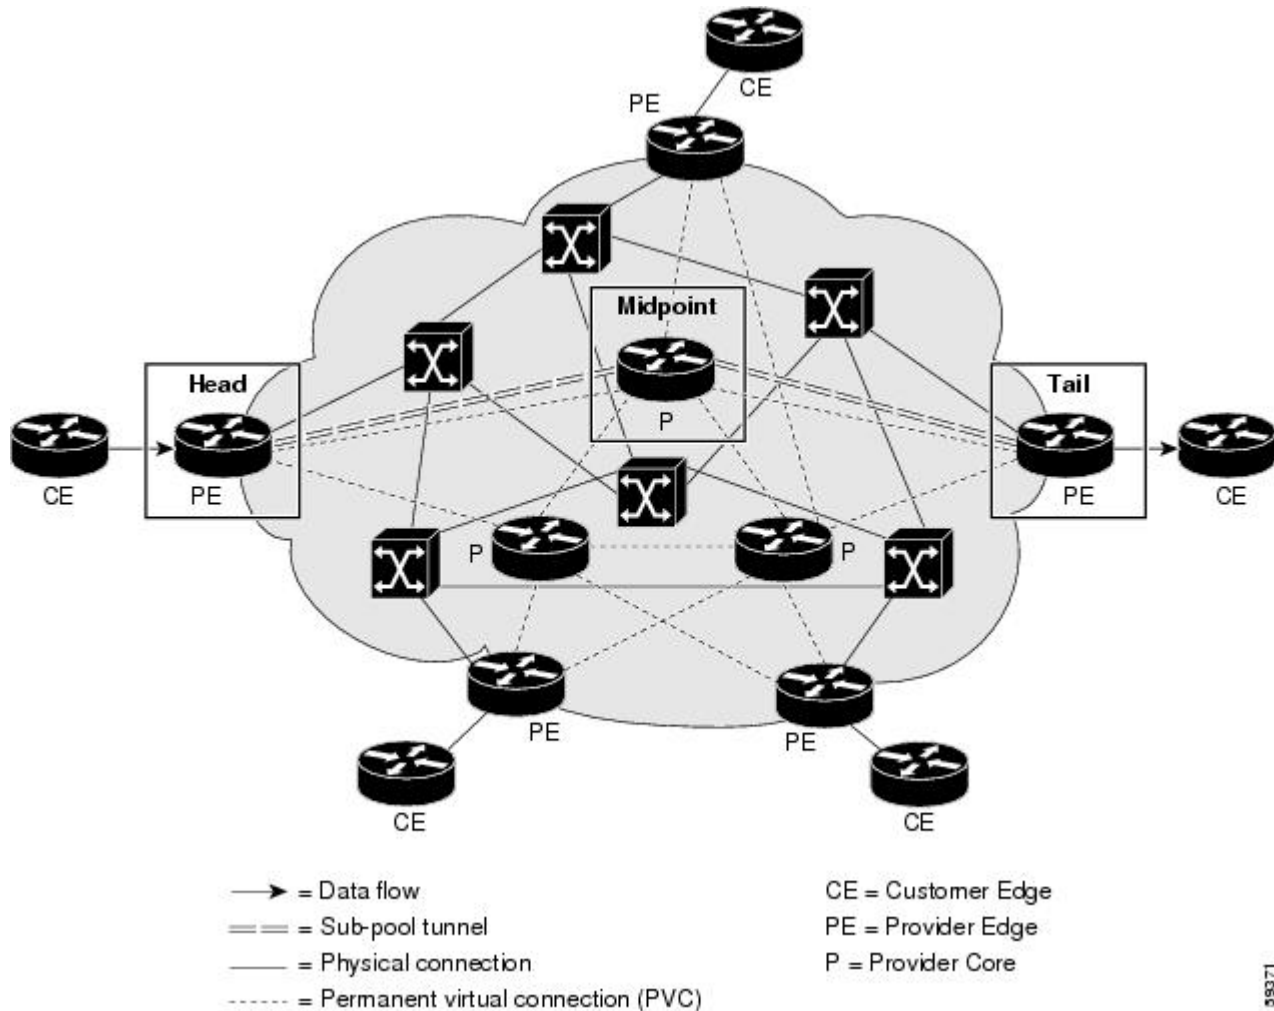 CE
PE
Midpoint
Head
Tail
P
CE
PE
PE
CE
P
P
PE
PE
CE
CE
= Data flow
CE = Customer Edge
= Sub-pool tunnel
PE = Provider Edge
= Physical connection
P = Provider Core
= Permanent virtual connection (PVC)
59371